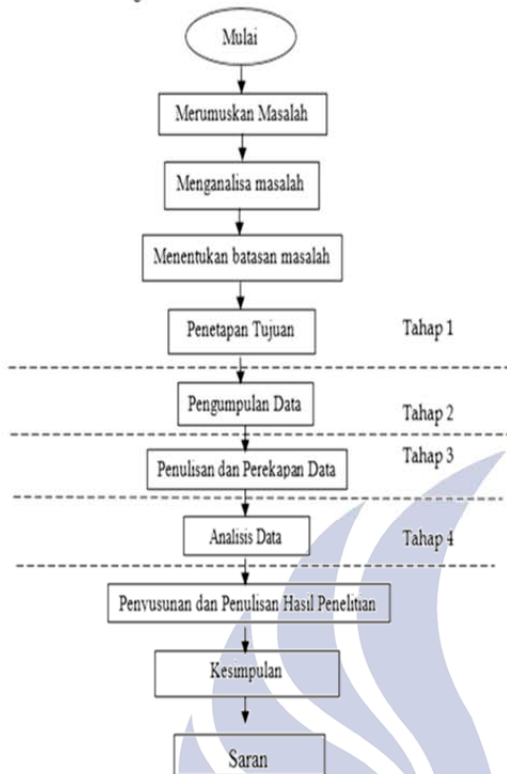 Mulai
Merumuskan Masalah
Menganalisa masalah
Menentukan batasan masalah
Penetapan Tujuan
Tahap 1
Pengumpulan Data
Tahap 2
Penulisan dan Perekapan Data
Tahap 3
Analisis Data
Tahap 4
Penyusunan dan Penulisan Hasil Penelitian
Kesimpulan
Saran